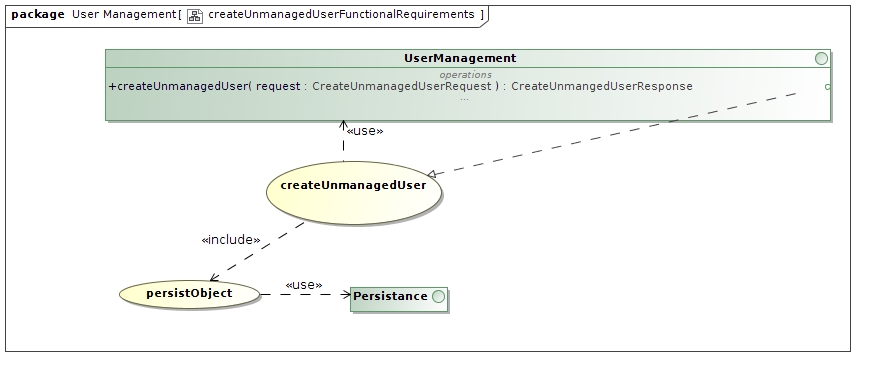 package User Management[ createUnmanagedUserFunctionalRequirements ]
UserManagement
operations
+createUnmanagedUser( request : CreateUnmanagedUserRequest ) : CreateUnmangedUserResponse
...
«use»
createUnmanagedUser
«include»
persistObject
«use»
Persistance